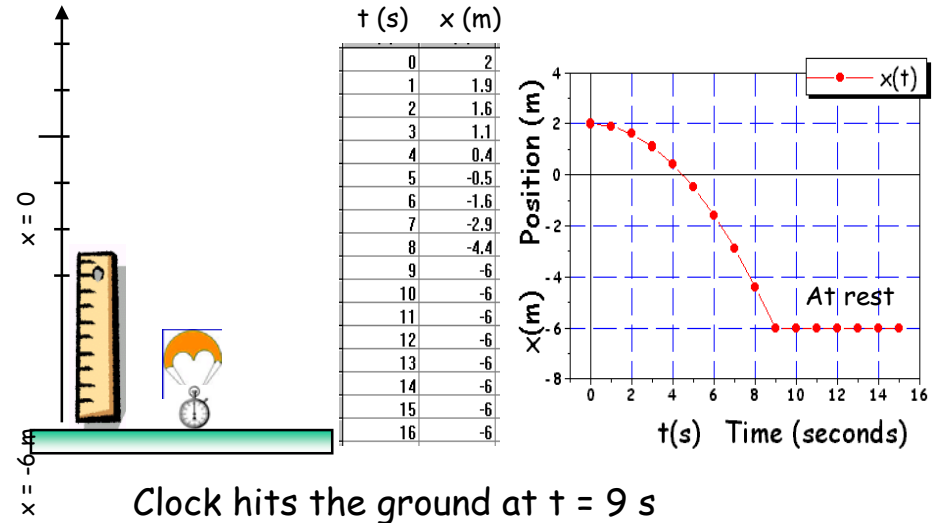 t (s) x (m)
0 2
1 1.9
2 1.6
3 1.1
4 0.4
5 -0.5
6 -1.6
7 -2.9
8 -4.4
9 -6
10 -6
11 -6
12 -6
13 -6
14 -6
15 -6
16 -6
x = 0
x = -6 m
x(t)
Position (m)
x(m)
4
2
0
-2
-4
-6
-8
At rest
0 2 4 6 8 10 12 14 16
t(s) Time (seconds)
Clock hits the ground at t = 9 s